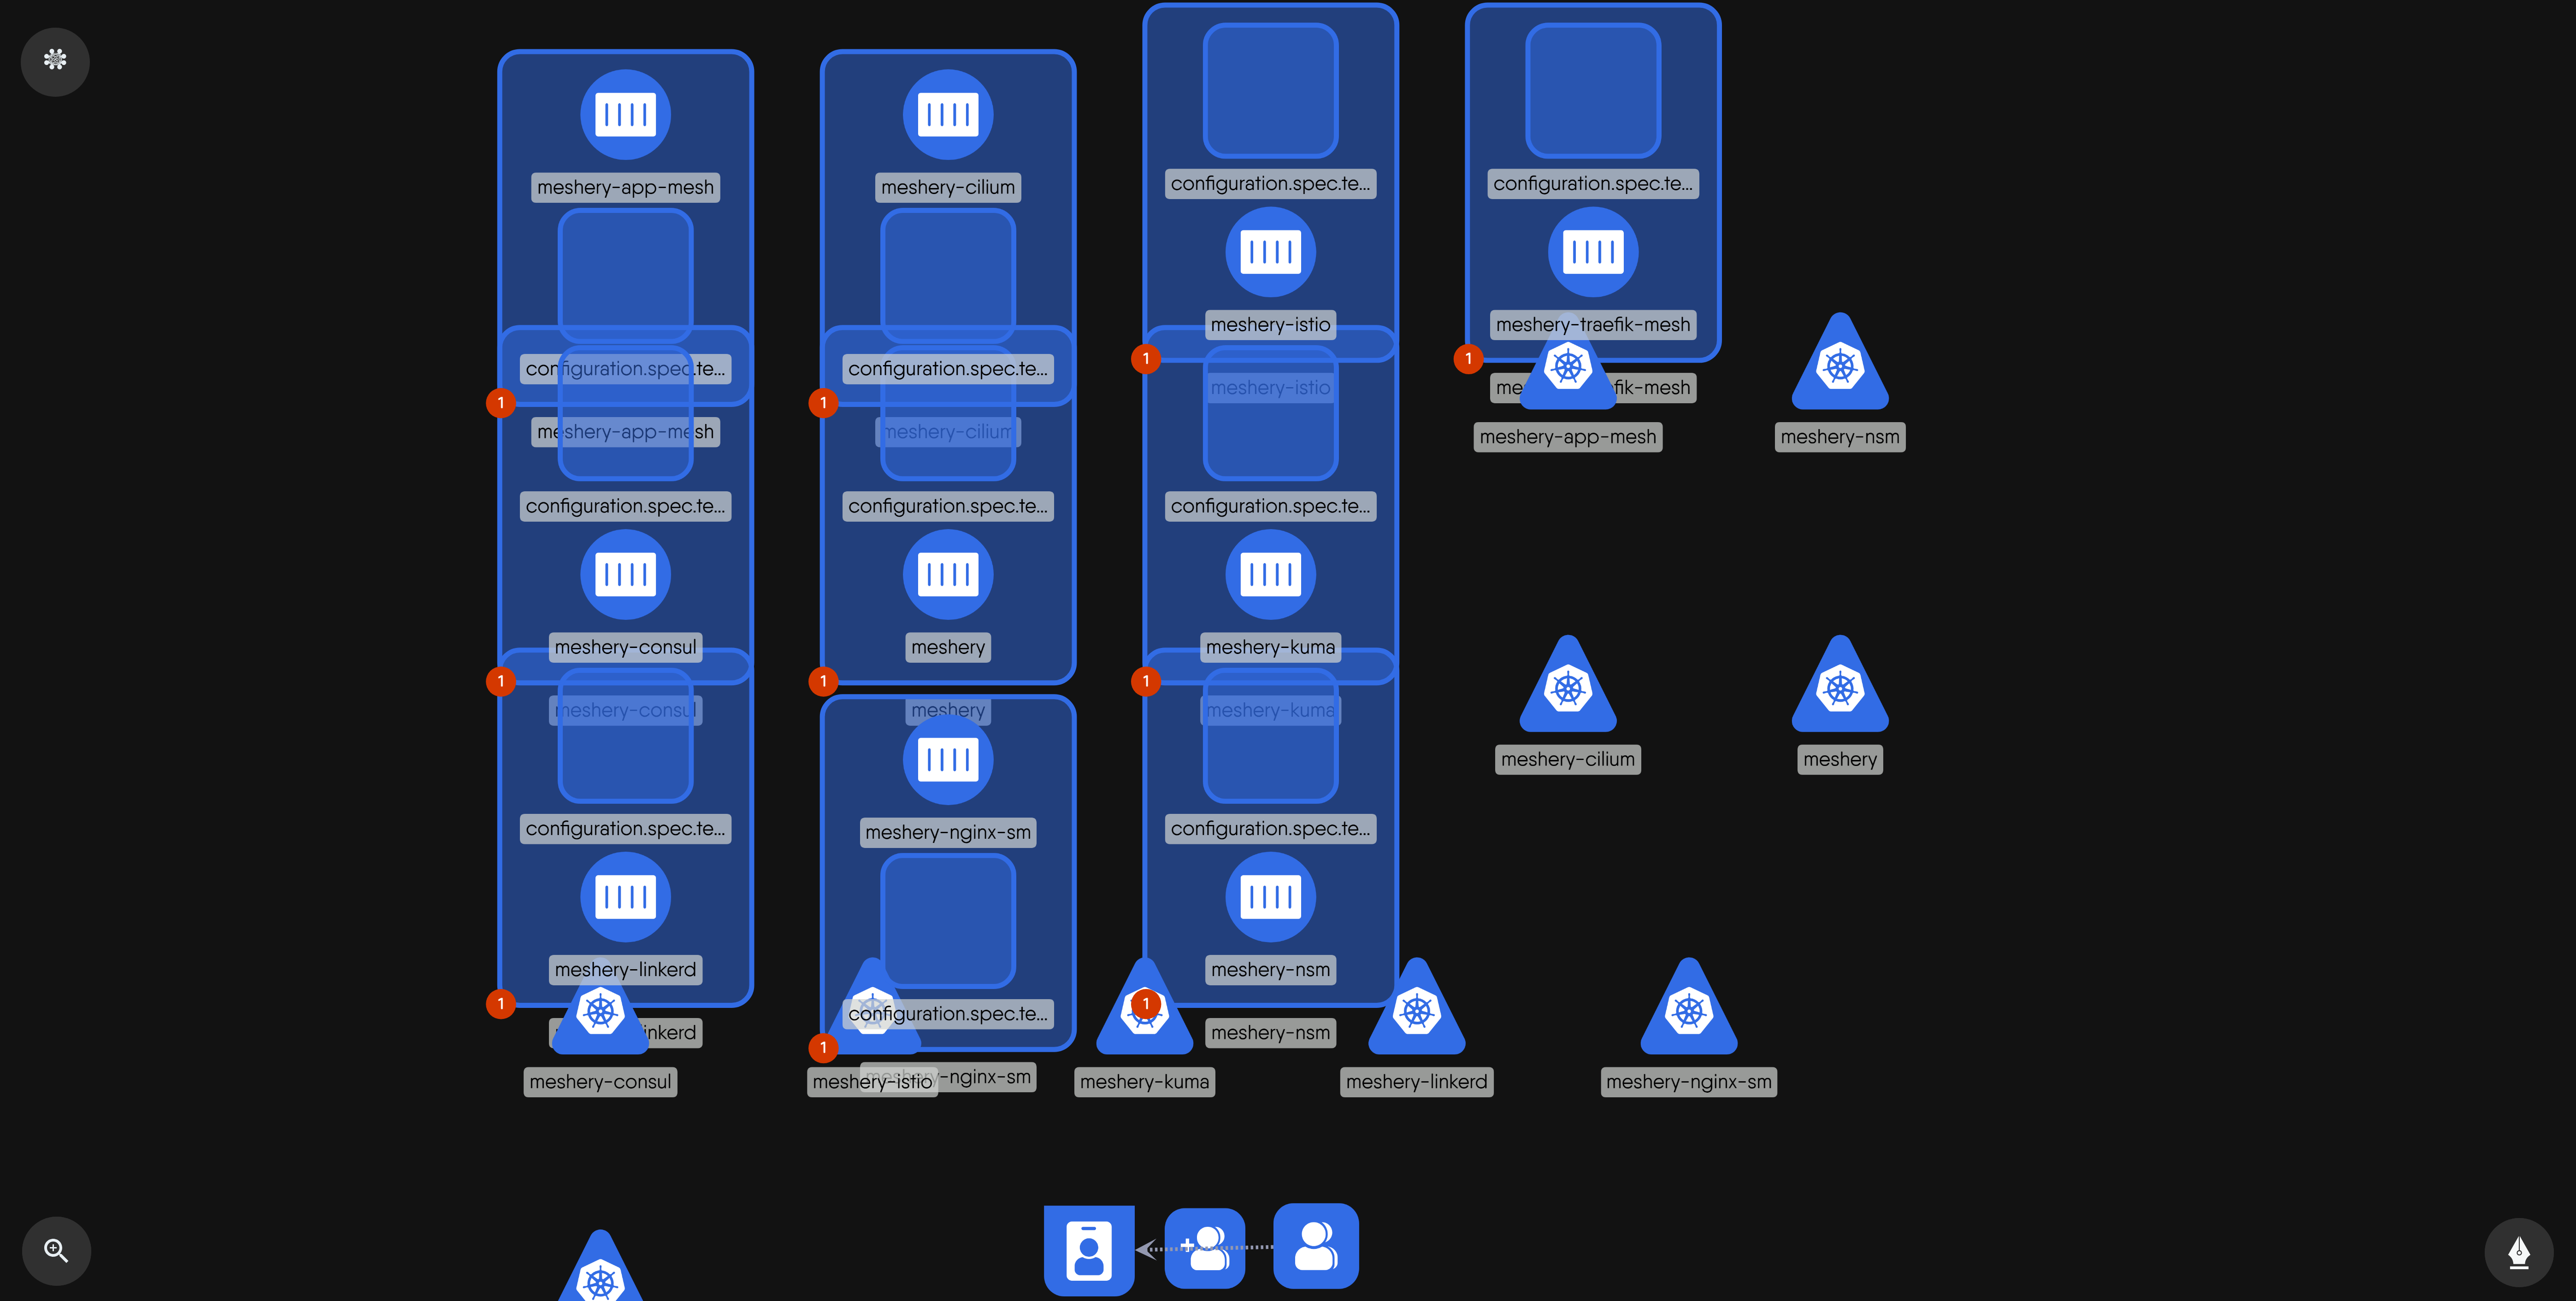 meshery-app-mesh
configuration.spec.te...
1
meshery-app-mesh
configuration.spec.te...
meshery-consul
1
meshery-consul
configuration.spec.te...
meshery-linkerd
1
inkerd
meshery-consul
meshery-cilium
configuration.spec.te...
1
meshery-cilium
configuration.spec.te...
meshery
1
meshery
meshery-nginx-sm
configuration.spec.te...
1
meshery-istio
-nginx-sm
configuration.spec.te...
meshery-istio
1
meshery-istio
configuration.spec.te...
meshery-kuma
1
meshery-kuma
configuration.spec.te...
meshery-nsm
1
meshery-nsm
meshery-kuma
meshery-linkerd
configuration.spec.te...
meshery-traefik-mesh
1
me
fik-mesh
meshery-app-mesh
meshery-nsm
meshery-cilium
meshery
meshery-nginx-sm